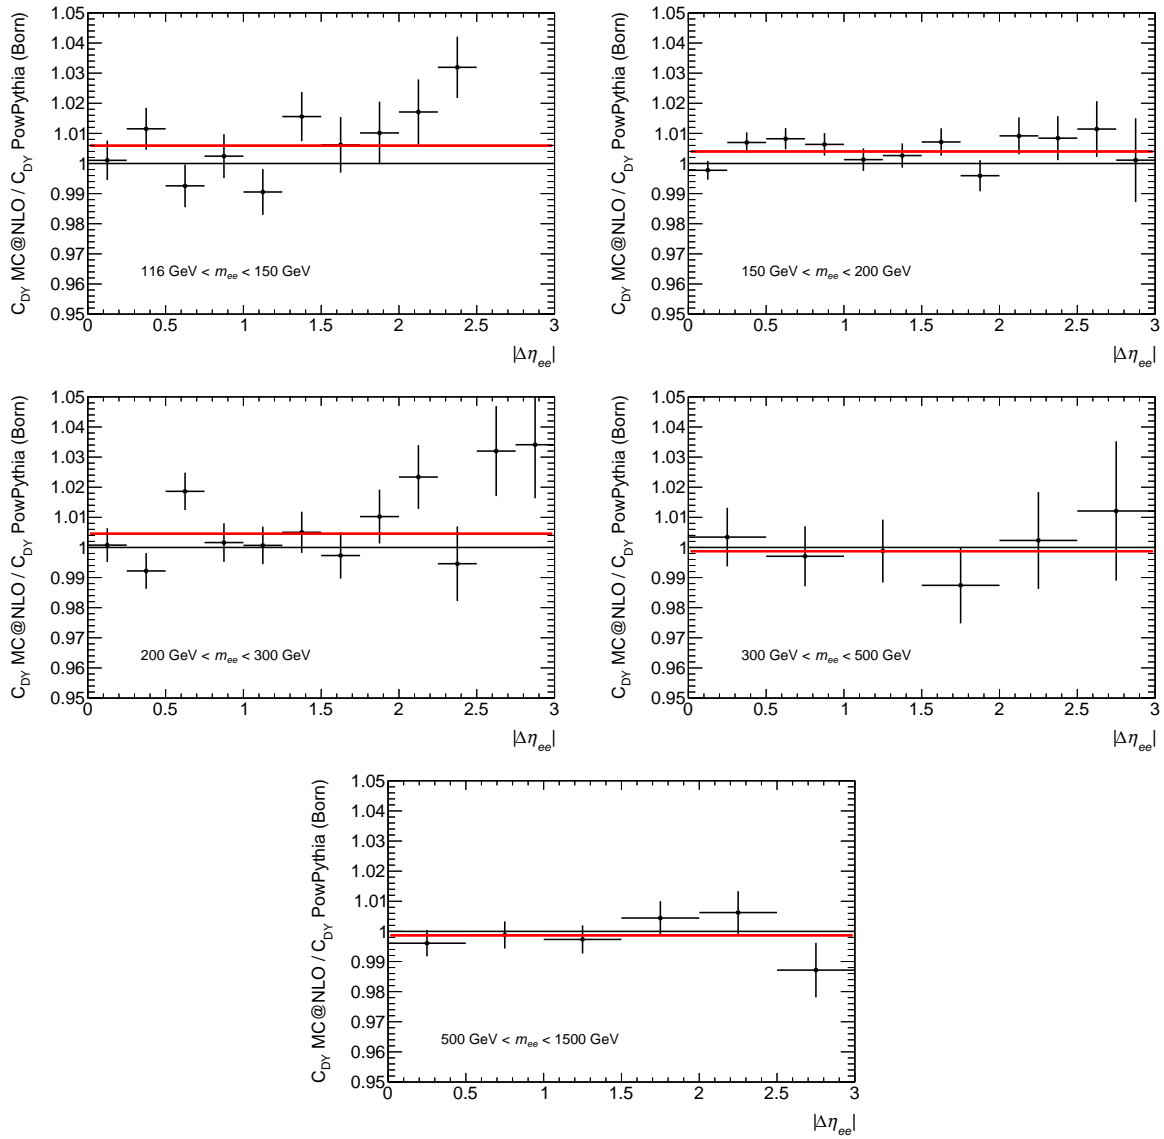 C_DY MC@NLO / C_DY PowPythia (Born)
1.05
1.04
1.03
1.02
1.01
1
0.99
0.98
0.97
0.96
0.95
116 GeV < m_ee < 150 GeV
0 0.5 1 1.5 2 2.5 3
|Δη_ee|
C_DY MC@NLO / C_DY PowPythia (Born)
1.05
1.04
1.03
1.02
1.01
1
0.99
0.98
0.97
0.96
0.95
150 GeV < m_ee < 200 GeV
0 0.5 1 1.5 2 2.5 3
|Δη_ee|
C_DY MC@NLO / C_DY PowPythia (Born)
1.05
1.04
1.03
1.02
1.01
1
0.99
0.98
0.97
0.96
0.95
200 GeV < m_ee < 300 GeV
0 0.5 1 1.5 2 2.5 3
|Δη_ee|
C_DY MC@NLO / C_DY PowPythia (Born)
1.05
1.04
1.03
1.02
1.01
1
0.99
0.98
0.97
0.96
0.95
300 GeV < m_ee < 500 GeV
0 0.5 1 1.5 2 2.5 3
|Δη_ee|
C_DY MC@NLO / C_DY PowPythia (Born)
1.05
1.04
1.03
1.02
1.01
1
0.99
0.98
0.97
0.96
0.95
500 GeV < m_ee < 1500 GeV
0 0.5 1 1.5 2 2.5 3
|Δη_ee|